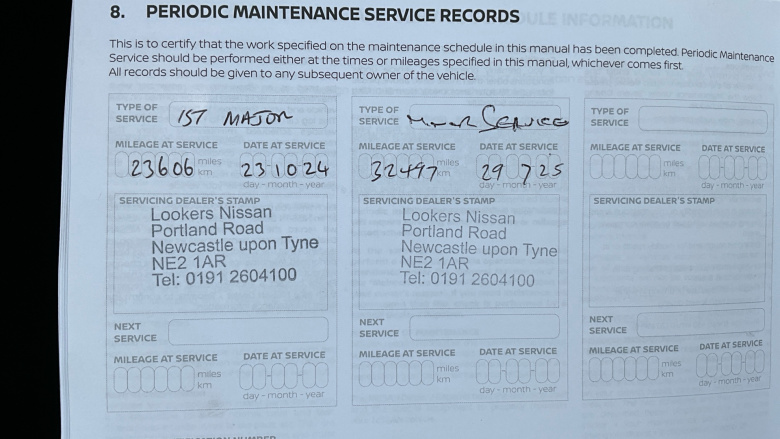 8. PERIODIC MAINTENANCE SERVICE RECORDS
This is to certify that the work specified on the maintenance schedule in this manual has been completed. Periodic Maintenance
Service should be performed either at the times or mileages specified in this manual, whichever comes first.
All records should be given to any subsequent owner of the vehicle.
TYPE OF
SERVICE 1ST MAJOR
MILEAGE AT SERVICE DATE AT SERVICE
23606 miles
km
23 10 24
day - month - year
SERVICING DEALER'S STAMP
Lookers Nissan
Portland Road
Newcastle upon Tyne
NE2 1AR
Tel: 0191 2604100
NEXT
SERVICE
MILEAGE AT SERVICE DATE AT SERVICE
miles
km
day - month - year
TYPE OF
SERVICE Minor SERVICE
MILEAGE AT SERVICE DATE AT SERVICE
32497 miles
km
29 7 25
day - month - year
SERVICING DEALER'S STAMP
Lookers Nissan
Portland Road
Newcastle upon Tyne
NE2 1AR
Tel: 0191 2604100
NEXT
SERVICE
MILEAGE AT SERVICE DATE AT SERVICE
miles
km
day - month - year
TYPE OF
SERVICE
MILEAGE AT SERVICE DATE AT SERVICE
miles
km
day - month - year
SERVICING DEALER'S STAMP
NEXT
SERVICE
MILEAGE AT SERVICE DATE AT SERVICE
miles
km
day - month - year